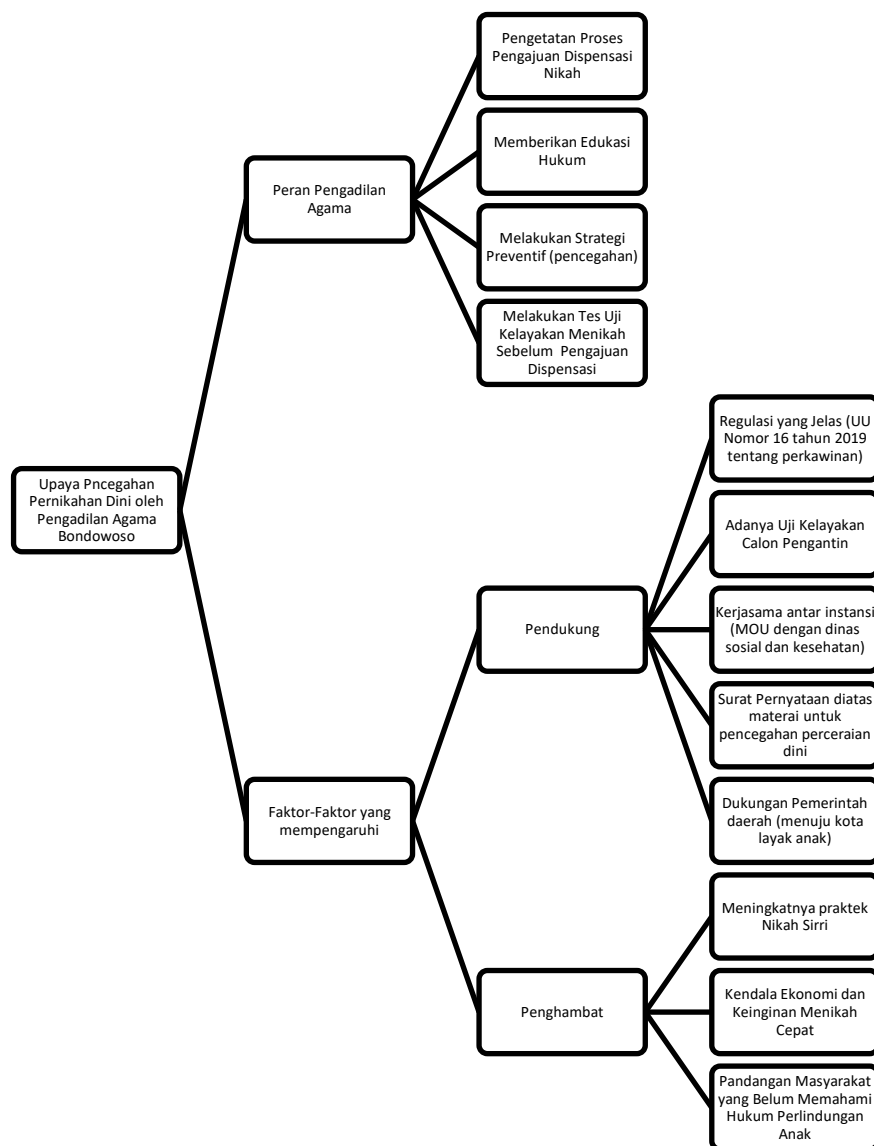 Pengetatan Proses
Pengajuan Dispensasi
Nikah
Memberikan Edukasi
Hukum
Peran Pengadilan
Agama
Melakukan Strategi
Preventif (pencegahan)
Melakukan Tes Uji
Kelayakan Menikah
Sebelum Pengajuan
Dispensasi
Upaya Pncegahan
Pernikahan Dini oleh
Pengadilan Agama
Bondowoso
Regulasi yang Jelas (UU
Nomor 16 tahun 2019
tentang perkawinan)
Adanya Uji Kelayakan
Calon Pengantin
Pendukung
Kerjasama antar instansi
(MOU dengan dinas
sosial dan kesehatan)
Surat Pernyataan diatas
materai untuk
pencegahan perceraian
dini
Faktor-Faktor yang
mempengaruhi
Dukungan Pemerintah
daerah (menuju kota
layak anak)
Meningkatnya praktek
Nikah Sirri
Penghambat
Kendala Ekonomi dan
Keinginan Menikah
Cepat
Pandangan Masyarakat
yang Belum Memahami
Hukum Perlindungan
Anak